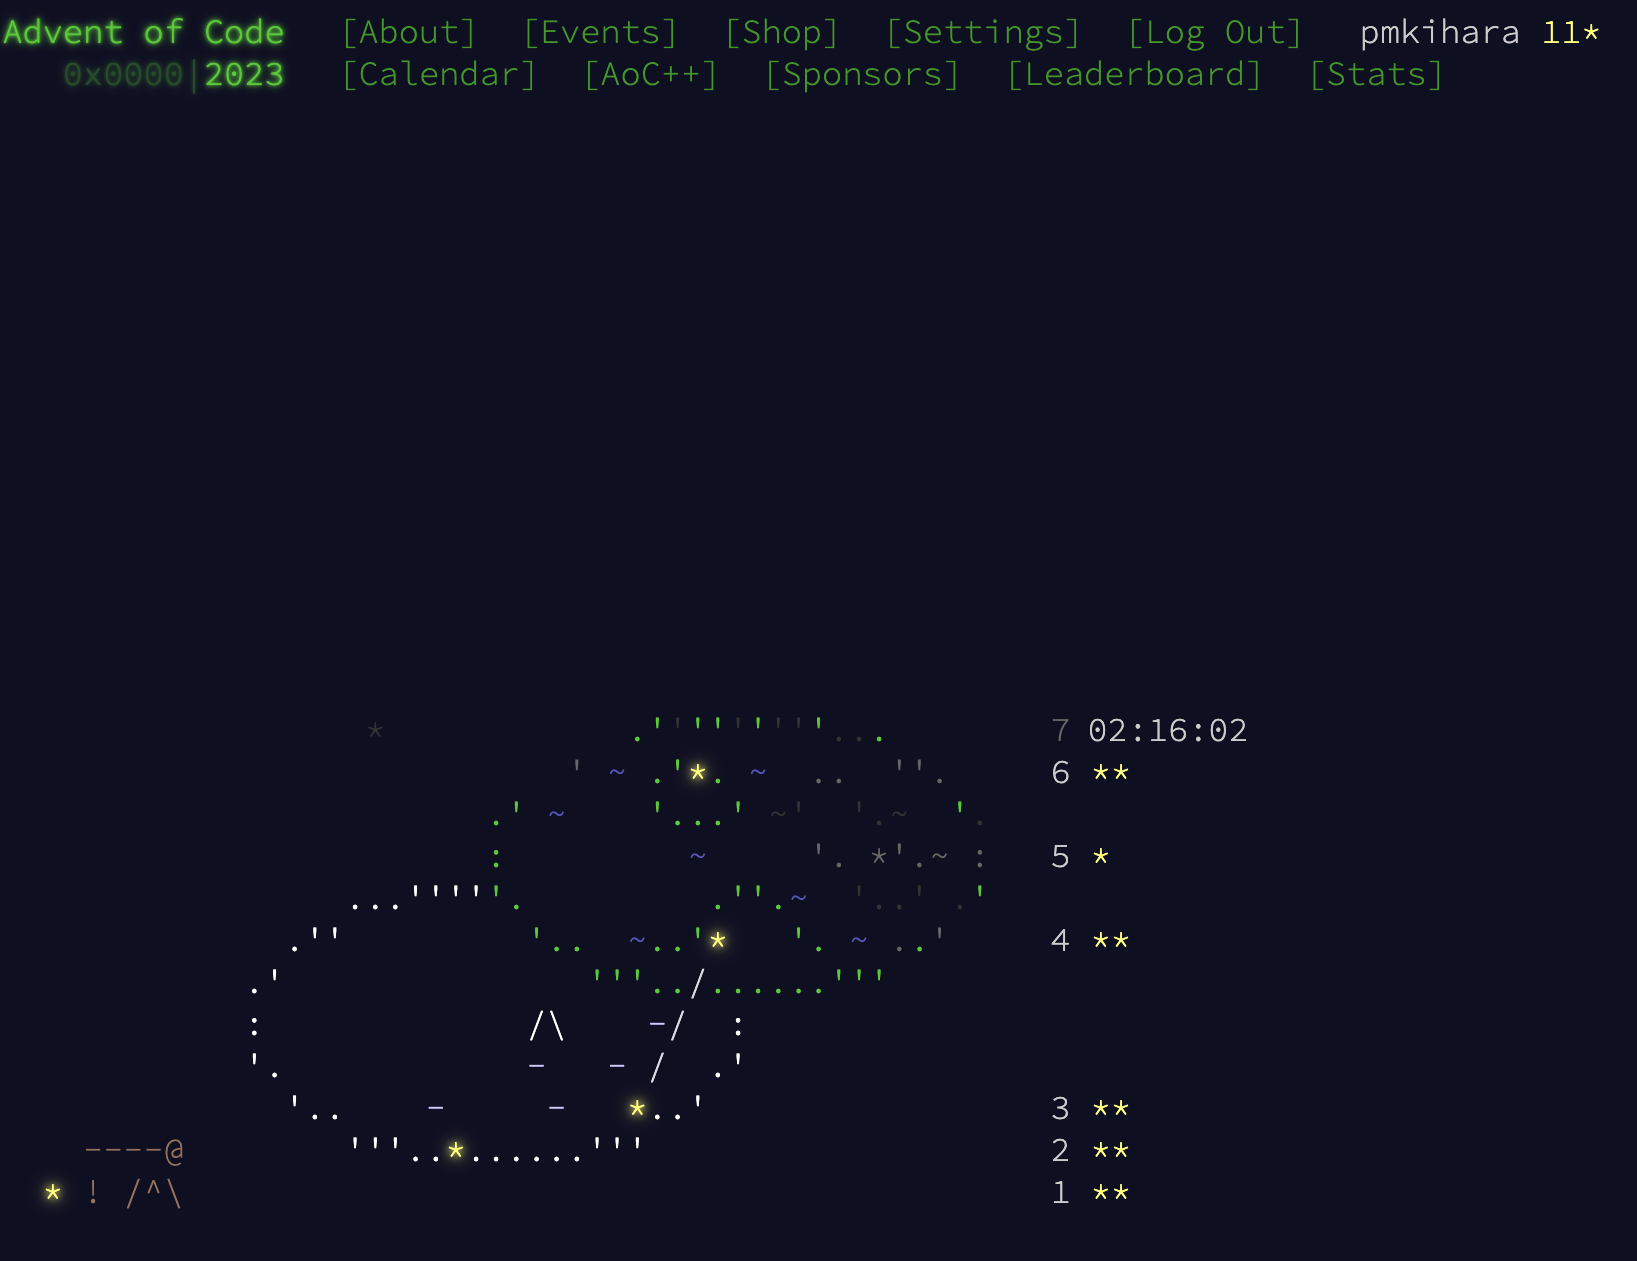 Advent of Code [About] [Events] [Shop] [Settings] [Log Out] pmkihara 11*
0x0000|2023 [Calendar] [AoC++] [Sponsors] [Leaderboard] [Stats]
* .'''''''''... . 7 02:16:02
' ~ .'*. ~ .. ''. 6 **
.' ~ '...' ~' '.~ '.
: ~ '. *'.~ : 5 *
...'''''. .''.~ '..' .'
.'' '.. ~..'* '. ~ ..' 4 **
.' '''../......'''
: /\ -/ :
'. - - / .'
'.. - - *..' 3 **
----@ '''..*......''' 2 **
* ! /^\ 1 **